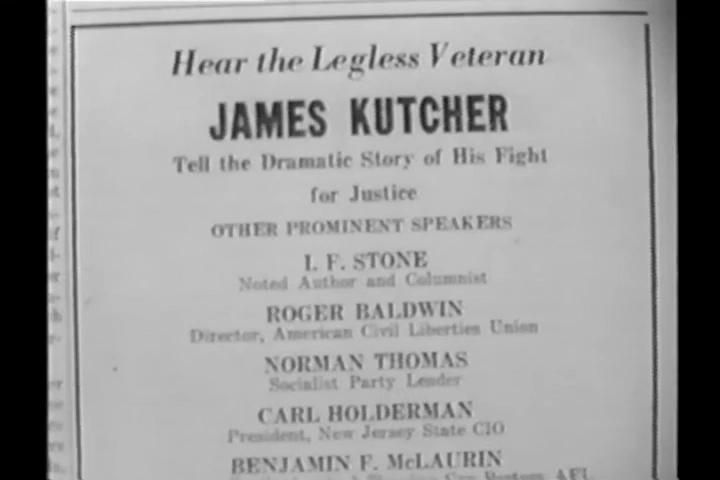 Hear the Legless Veteran
JAMES KUTCHER
Tell the Dramatic Story of His Fight
for Justice
OTHER PROMINENT SPEAKERS
I. F. STONE
Noted Author and Columnist
ROGER BALDWIN
Director, American Civil Liberties Union
NORMAN THOMAS
Socialist Party Leader
CARL HOLDERMAN
President, New Jersey State CIO
BENJAMIN F. McLAURIN